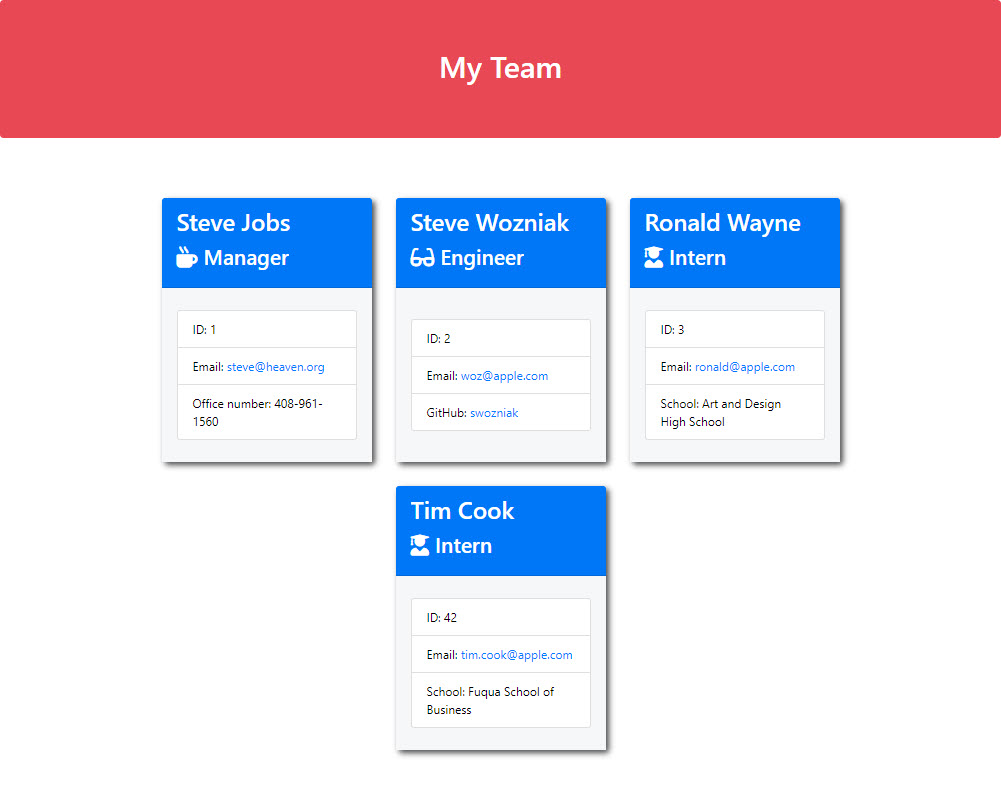 My Team
Steve Jobs
Manager
ID: 1
Email: steve@heaven.org
Office number: 408-961-
1560
Steve Wozniak
Engineer
ID: 2
Email: woz@apple.com
GitHub: swozniak
Ronald Wayne
Intern
ID: 3
Email: ronald@apple.com
School: Art and Design
High School
Tim Cook
Intern
ID: 42
Email: tim.cook@apple.com
School: Fuqua School of
Business